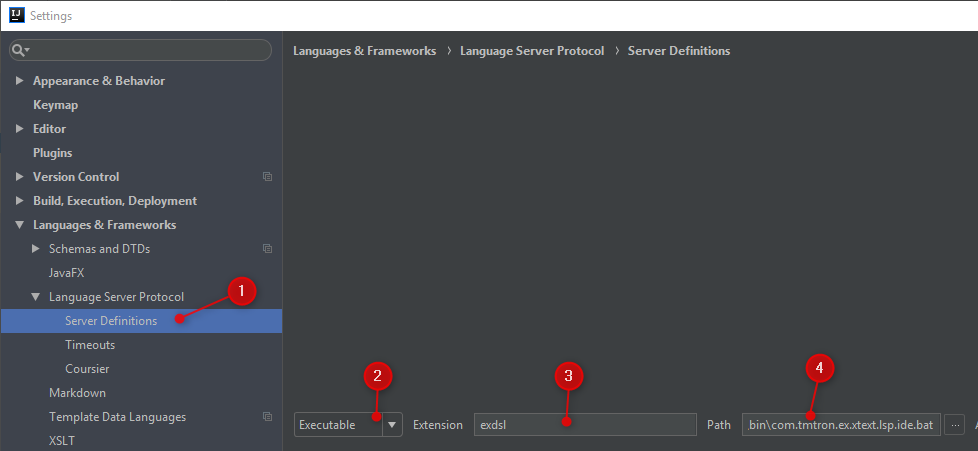 IJ Settings
Languages & Frameworks › Language Server Protocol › Server Definitions
Appearance & Behavior
Keymap
Editor
Plugins
Version Control
Build, Execution, Deployment
Languages & Frameworks
Schemas and DTDs
JavaFX
Language Server Protocol
1
Server Definitions
Timeouts
Coursier
Markdown
Template Data Languages
XSLT
2
3
4
Executable Extension exdsl Path .bin\com.tmtron.ex.xtext.lsp.ide.bat ...